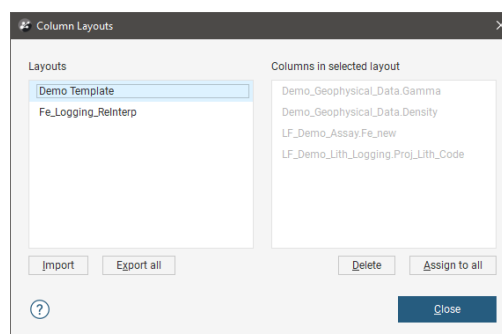 Column Layouts
Layouts
Demo Template
Fe_Logging_ReInterp
Import
Export all
Columns in selected layout
Demo_Geophysical_Data.Gamma
Demo_Geophysical_Data.Density
LF_Demo_Assay.Fe_new
LF_Demo_Lith_Logging.Proj_Lith_Code
Delete
Assign to all
?
Close